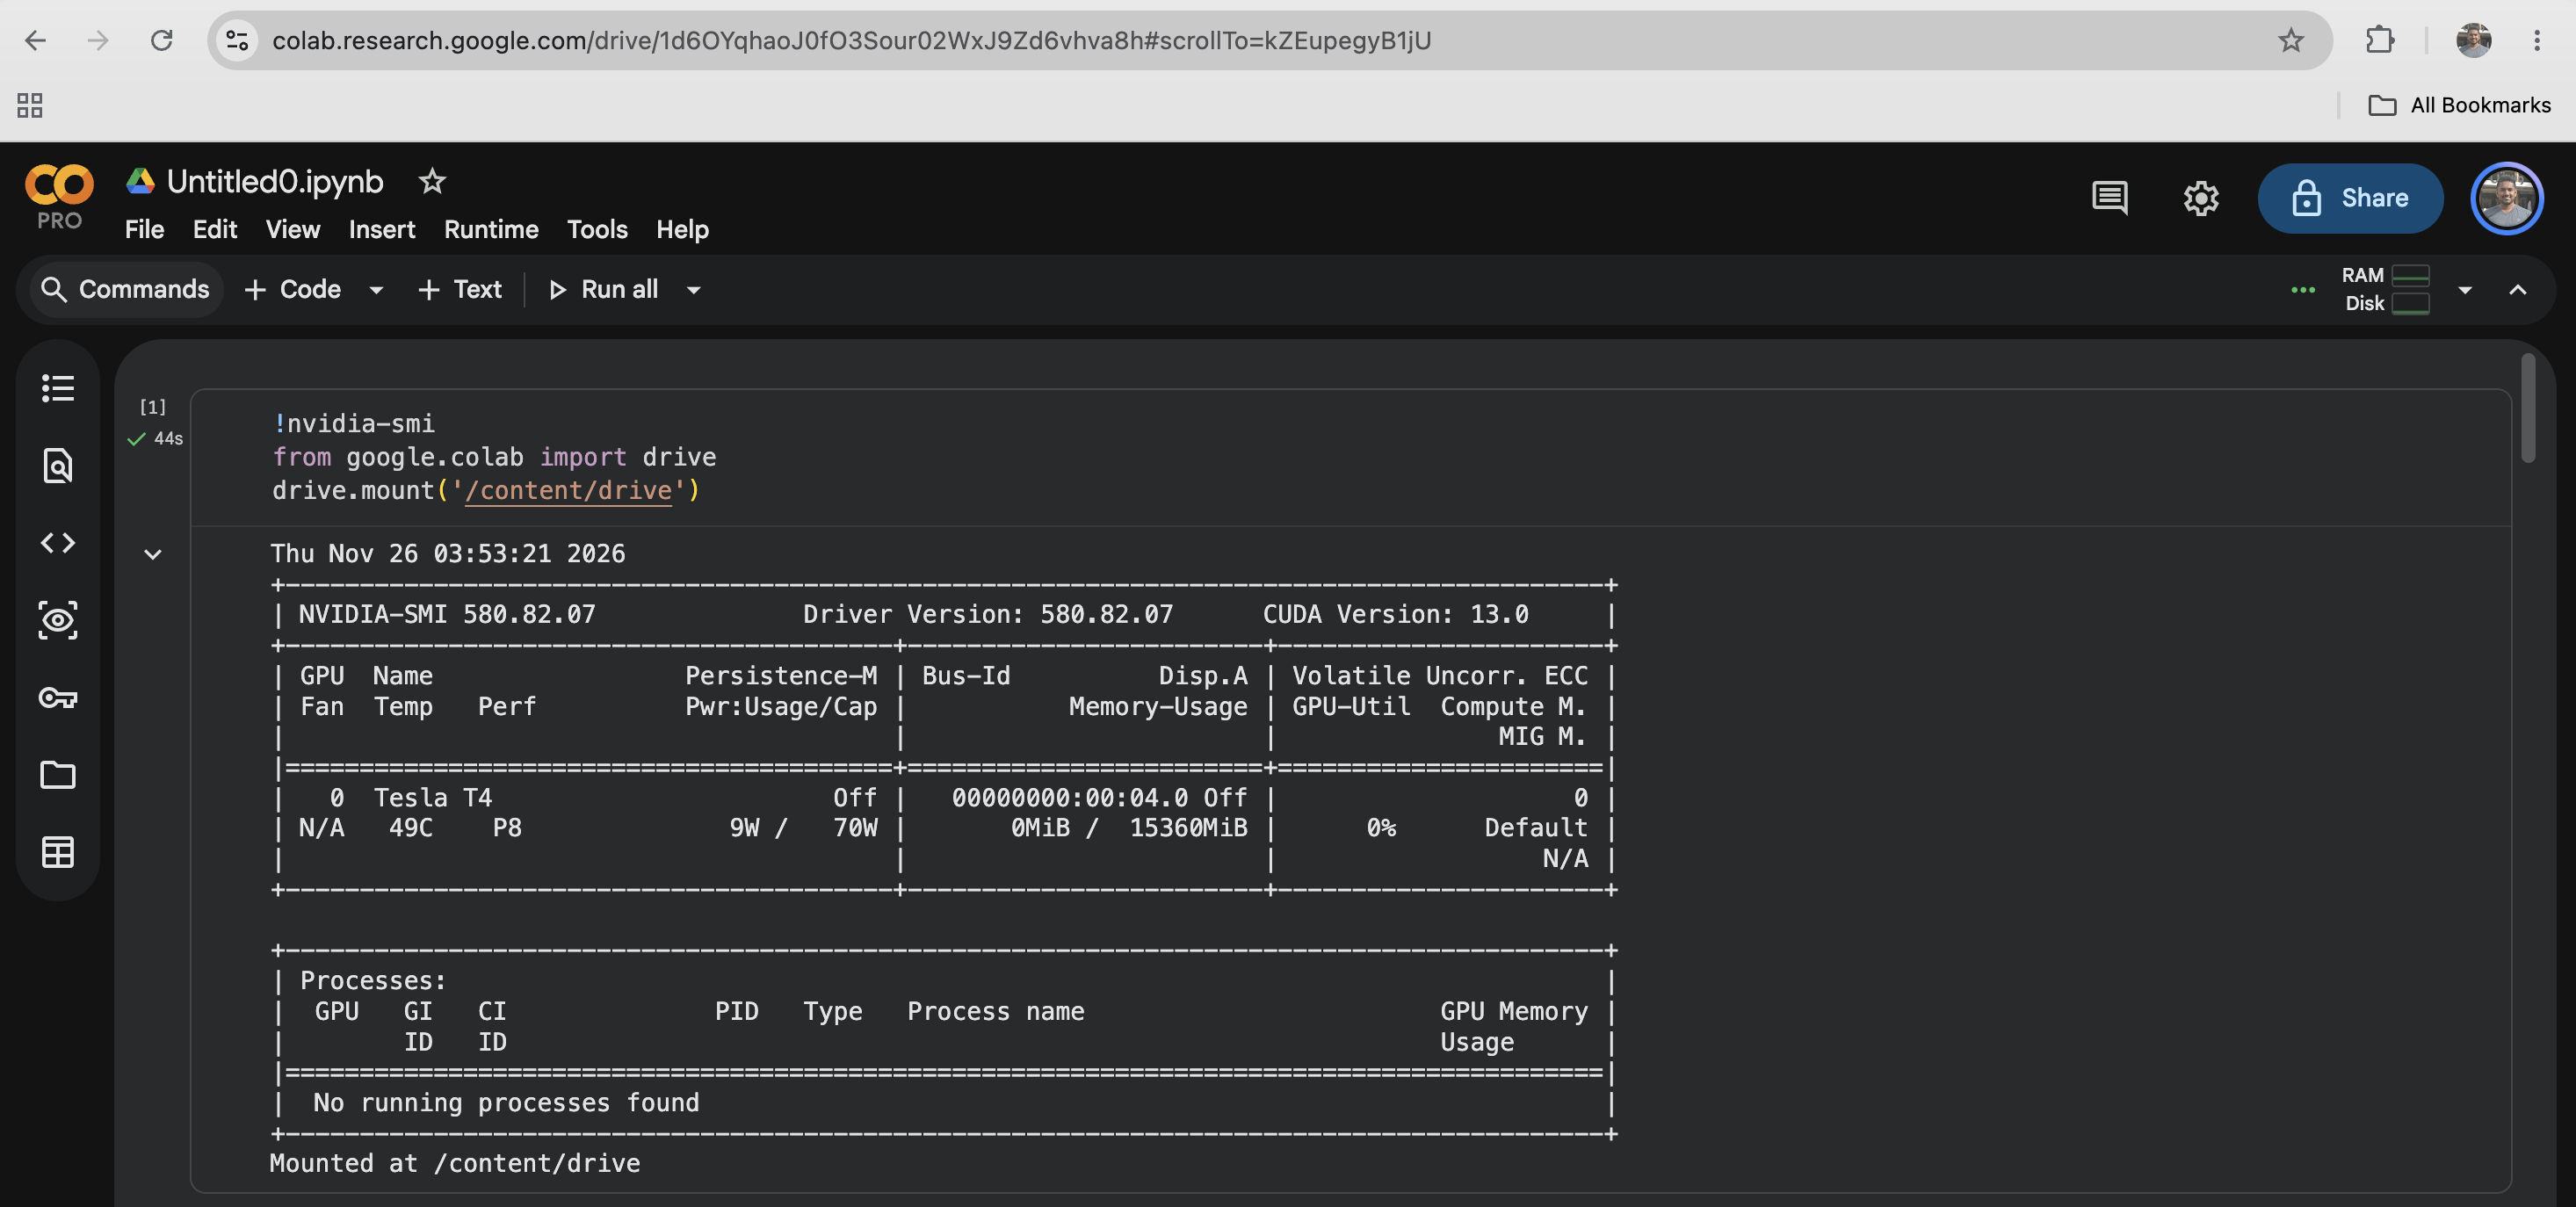 colab.research.google.com/drive/1d6OYqhaoJ0fO3Sour02WxJ9Zd6vhva8h#scrollTo=kZEupegyB1jU
All Bookmarks
CO
PRO
Untitled0.ipynb
File Edit View Insert Runtime Tools Help
Share
Commands + Code + Text Run all
RAM
Disk
[1]
44s
!nvidia-smi
from google.colab import drive
drive.mount('/content/drive')
Thu Nov 26 03:53:21 2026
+-----------------------------------------------------------------------------------------+
| NVIDIA-SMI 580.82.07              Driver Version: 580.82.07      CUDA Version: 13.0     |
+-----------------------------------------+------------------------+----------------------+
| GPU  Name                 Persistence-M | Bus-Id          Disp.A | Volatile Uncorr. ECC |
| Fan  Temp   Perf          Pwr:Usage/Cap |           Memory-Usage | GPU-Util  Compute M. |
|                                         |                        |               MIG M. |
|=========================================+========================+======================|
|   0  Tesla T4                       Off |   00000000:00:04.0 Off |                    0 |
| N/A   49C    P8              9W /   70W |       0MiB /  15360MiB |      0%      Default |
|                                         |                        |                  N/A |
+-----------------------------------------+------------------------+----------------------+
+-----------------------------------------------------------------------------------------+
| Processes:                                                                              |
|  GPU   GI   CI              PID   Type   Process name                        GPU Memory |
|        ID   ID                                                               Usage      |
|=========================================================================================|
|  No running processes found                                                             |
+-----------------------------------------------------------------------------------------+
Mounted at /content/drive